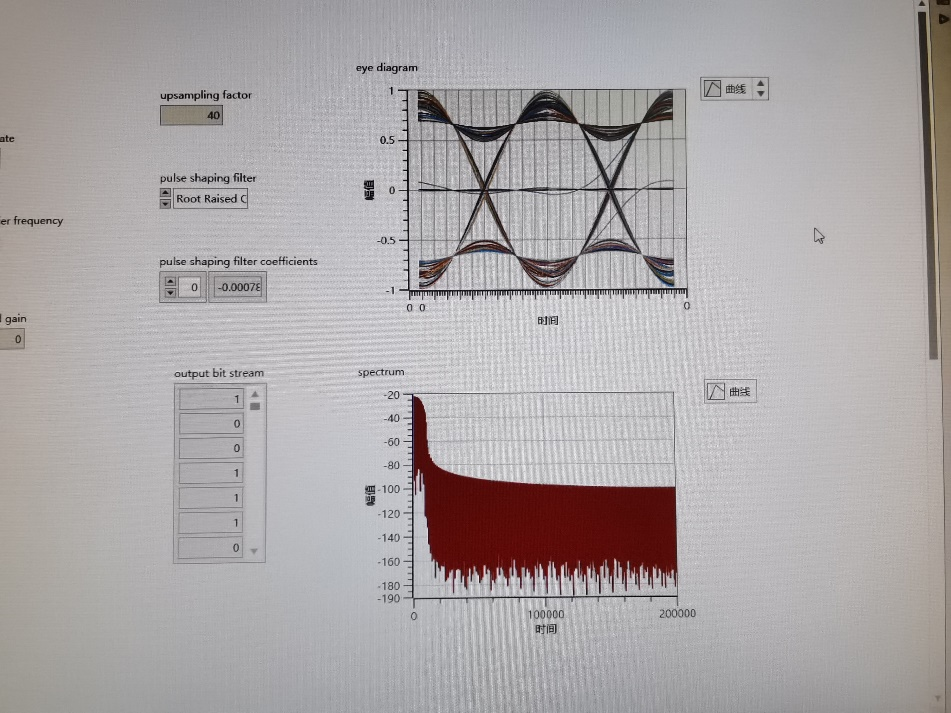 eye diagram
曲线
upsampling factor
40
1
0.5
0
-0.5
-1
幅值
0 0
0
时间
ate
pulse shaping filter
Root Raised C
er frequency
pulse shaping filter coefficients
0
-0.00078
gain
0
output bit stream
1
0
0
1
1
1
0
spectrum
曲线
-20
-40
-60
-80
-100
-120
-140
-160
-180
-190
幅值
0
100000
200000
时间